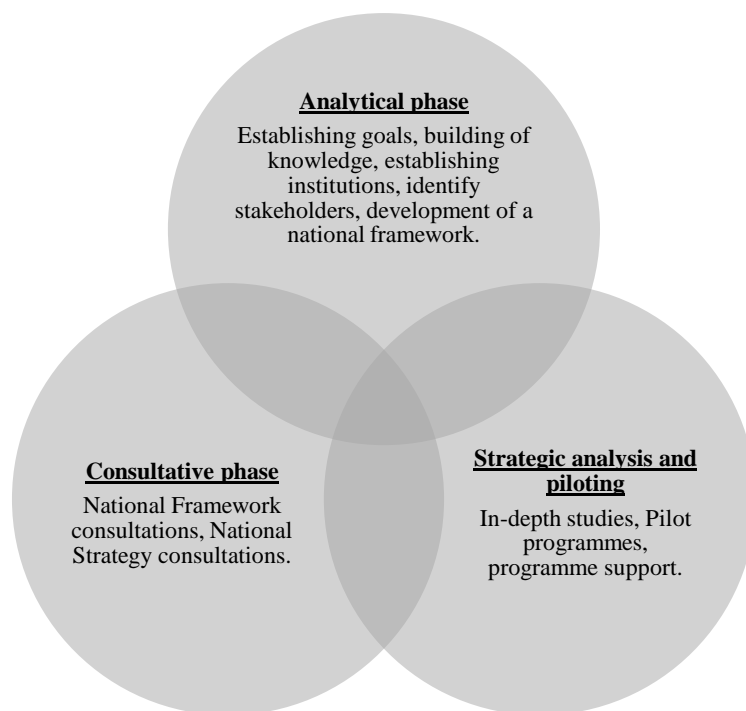 Analytical phase
Establishing goals, building of
knowledge, establishing
institutions, identify
stakeholders, development of a
national framework.
Consultative phase
National Framework
consultations, National
Strategy consultations.
Strategic analysis and
piloting
In-depth studies, Pilot
programmes,
programme support.